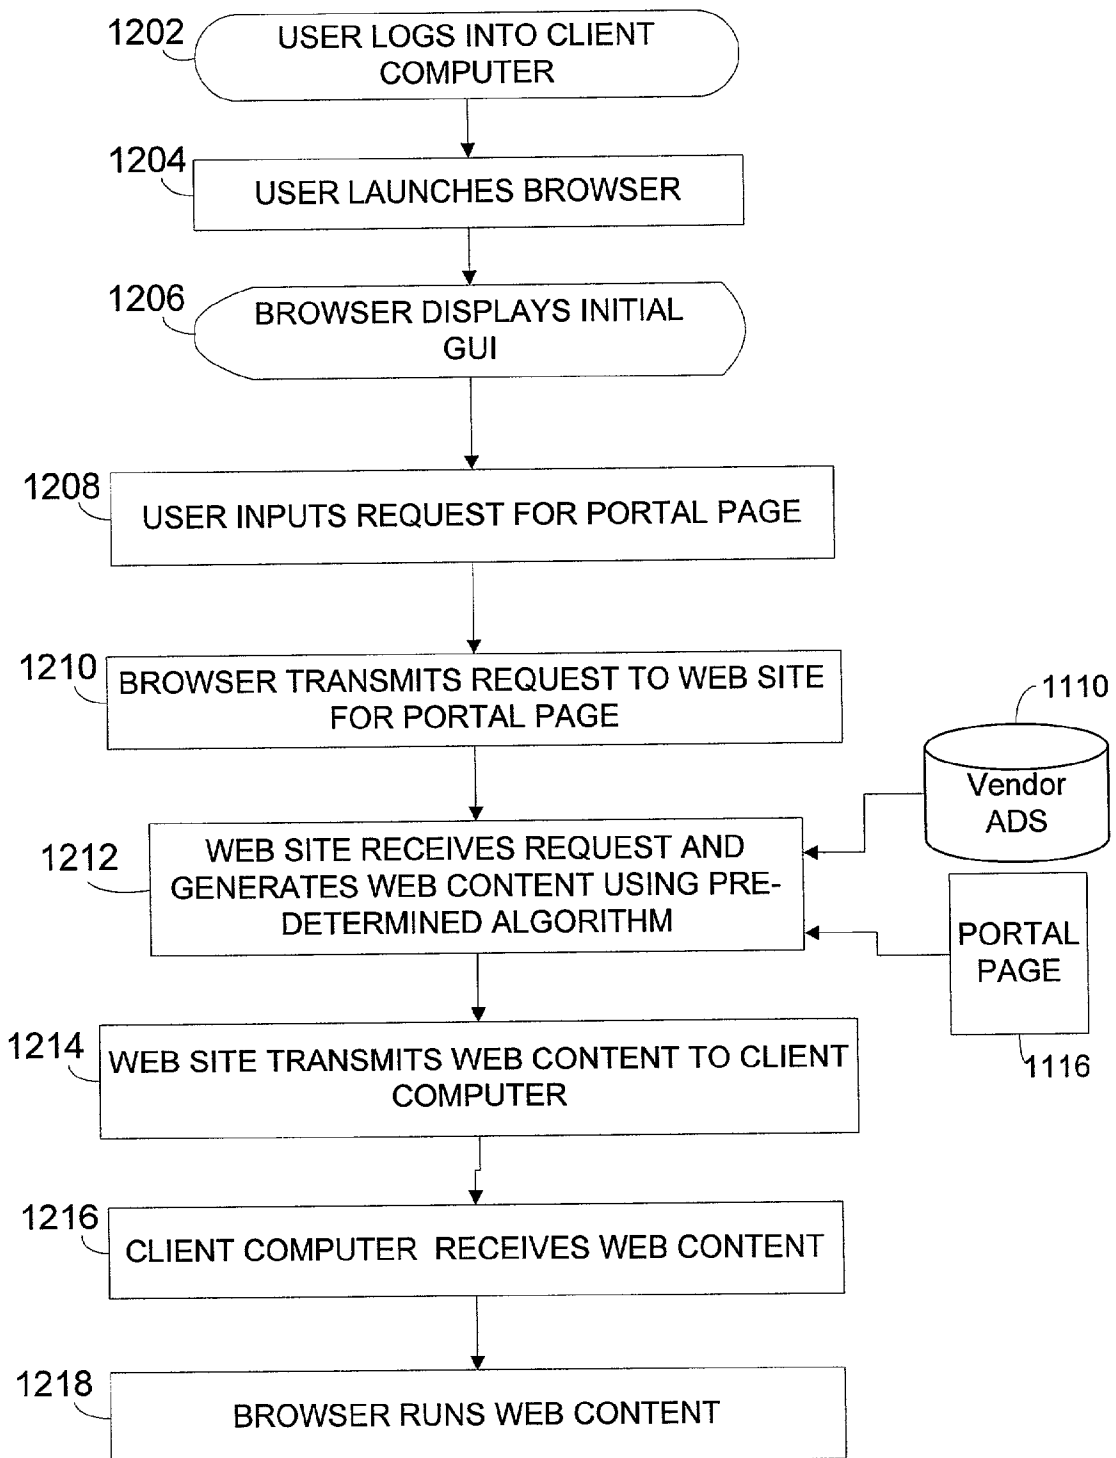 1202
USER LOGS INTO CLIENT
COMPUTER
1204
USER LAUNCHES BROWSER
1206
BROWSER DISPLAYS INITIAL
GUI
1208
USER INPUTS REQUEST FOR PORTAL PAGE
1210
BROWSER TRANSMITS REQUEST TO WEB SITE
FOR PORTAL PAGE
1110
Vendor
ADS
1212
WEB SITE RECEIVES REQUEST AND
GENERATES WEB CONTENT USING PRE-
DETERMINED ALGORITHM
PORTAL
PAGE
1116
1214
WEB SITE TRANSMITS WEB CONTENT TO CLIENT
COMPUTER
1216
CLIENT COMPUTER RECEIVES WEB CONTENT
1218
BROWSER RUNS WEB CONTENT